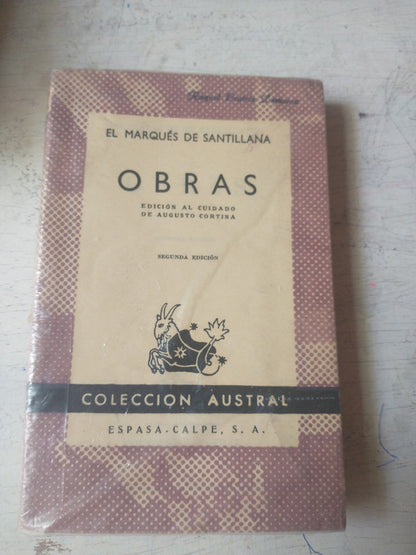 EL MARQUÉS DE SANTILLANA
OBRAS
EDICIÓN AL CUIDADO
DE AUGUSTO CORTINA
SEGUNDA EDICIÓN
COLECCION AUSTRAL
ESPASA-CALPE, S. A.